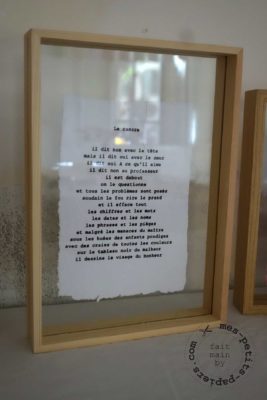 Le cancre
il dit non avec la tête
mais il dit oui avec le cœur
il dit oui à ce qu'il aime
il dit non au professeur
il est debout
on le questionne
et tous les problèmes sont posés
soudain le fou rire le prend
et il efface tout
les chiffres et les mots
les dates et les noms
les phrases et les pièges
et malgré les menaces du maître
sous les huées des enfants prodiges
avec des craies de toutes les couleurs
sur le tableau noir du malheur
il dessine le visage du bonheur
mes-petits-papiers.com
fait
main
by